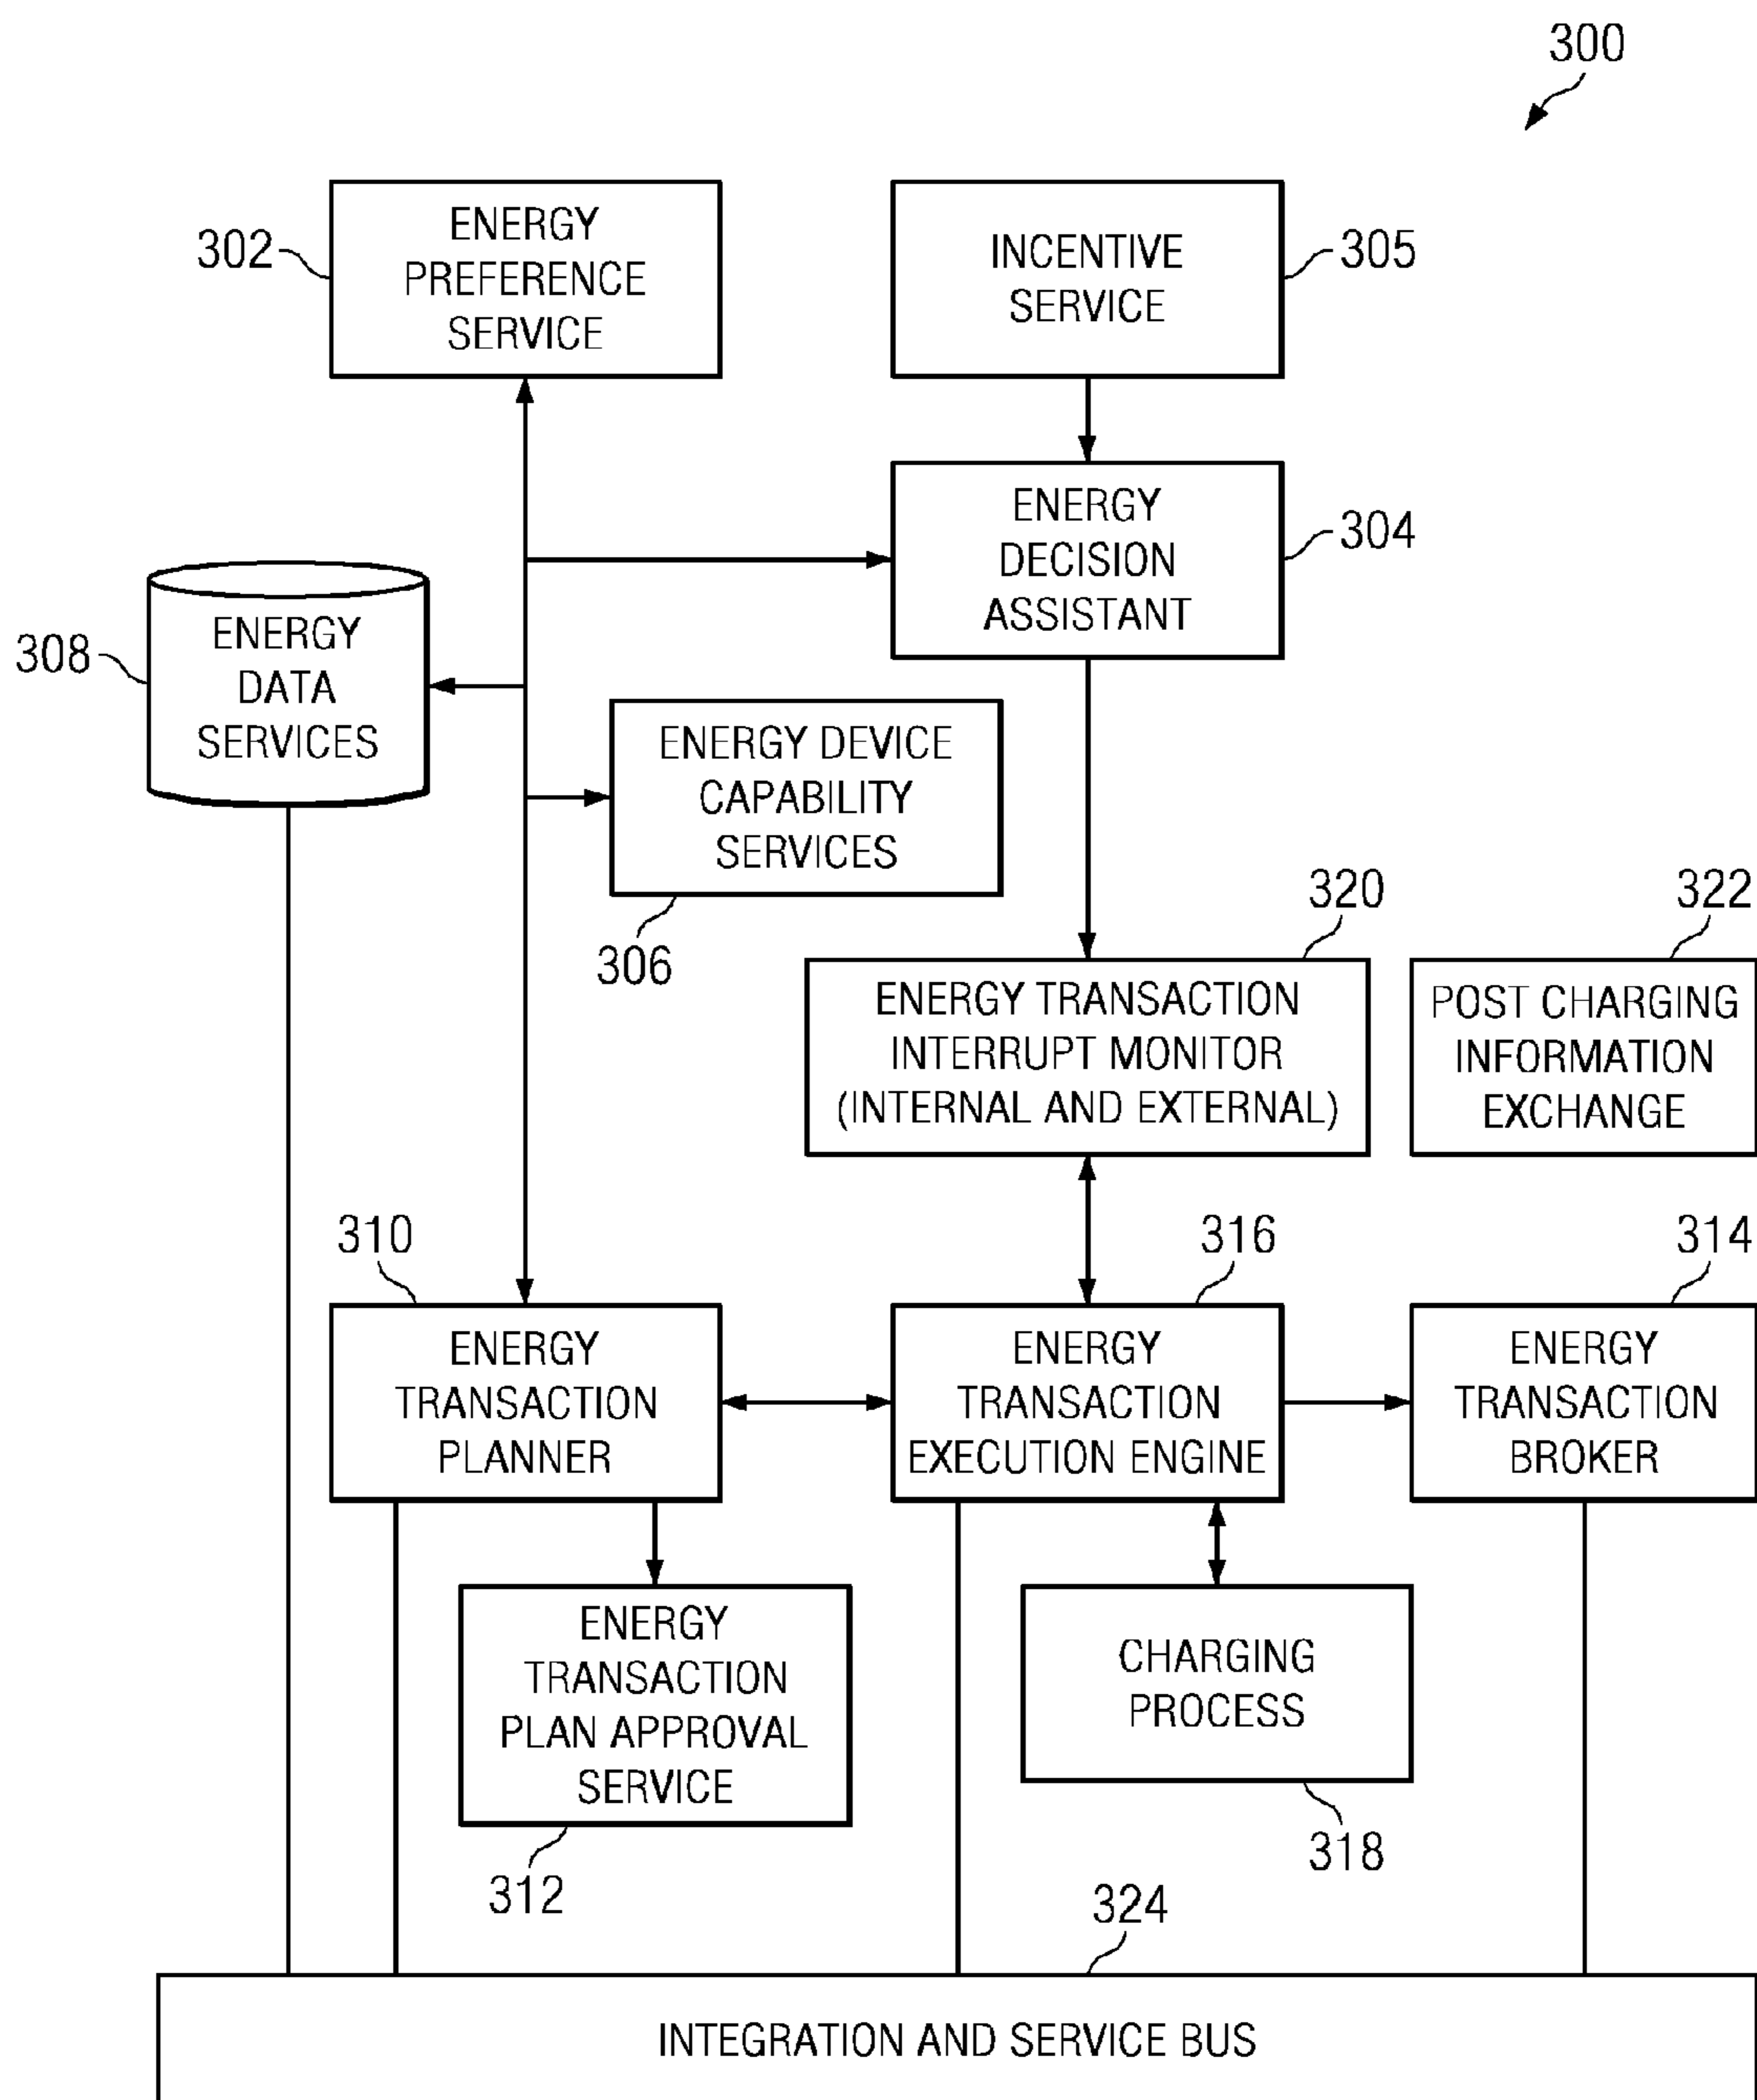 300
ENERGY
PREFERENCE
SERVICE
302
INCENTIVE
SERVICE
305
ENERGY
DECISION
ASSISTANT
304
ENERGY
DATA
SERVICES
308
ENERGY DEVICE
CAPABILITY
SERVICES
306
320
ENERGY TRANSACTION
INTERRUPT MONITOR
(INTERNAL AND EXTERNAL)
322
POST CHARGING
INFORMATION
EXCHANGE
310
ENERGY
TRANSACTION
PLANNER
316
ENERGY
TRANSACTION
EXECUTION ENGINE
314
ENERGY
TRANSACTION
BROKER
ENERGY
TRANSACTION
PLAN APPROVAL
SERVICE
312
CHARGING
PROCESS
318
324
INTEGRATION AND SERVICE BUS